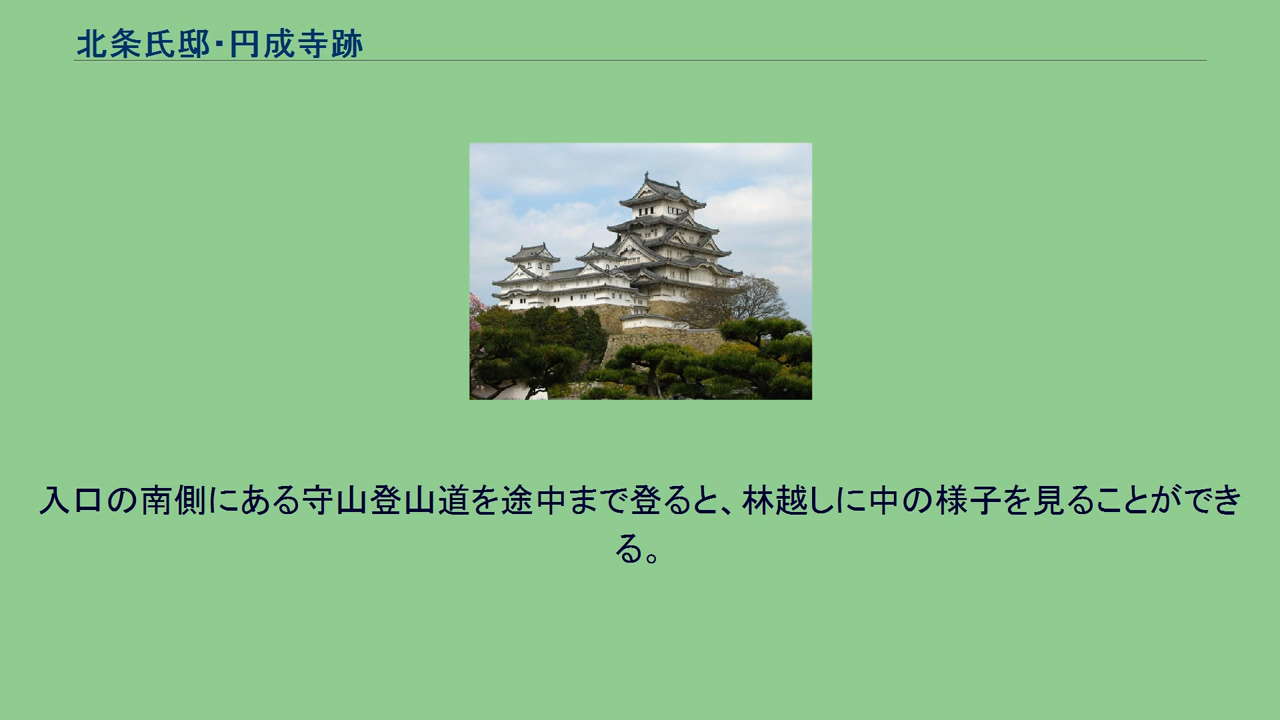 北条氏邸・円成寺跡
入口の南側にある守山登山道を途中まで登ると、林越しに中の様子を見ることができ
る。